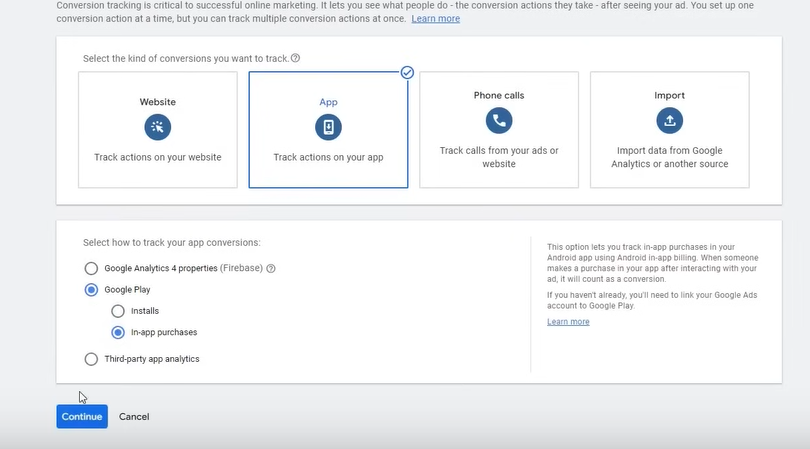 Conversion tracking is critical to successful online marketing. It lets you see what people do - the conversion actions they take - after seeing your ad. You set up one
conversion action at a time, but you can track multiple conversion actions at once. Learn more
Select the kind of conversions you want to track.
Website
Track actions on your website
App
Track actions on your app
Phone calls
Track calls from your ads or
website
Import
Import data from Google
Analytics or another source
Select how to track your app conversions:
Google Analytics 4 properties (Firebase)
Google Play
Installs
In-app purchases
Third-party app analytics
This option lets you track in-app purchases in your
Android app using Android in-app billing. When someone
makes a purchase in your app after interacting with your
ad, it will count as a conversion.
If you haven't already, you'll need to link your Google Ads
account to Google Play.
Learn more
Continue
Cancel